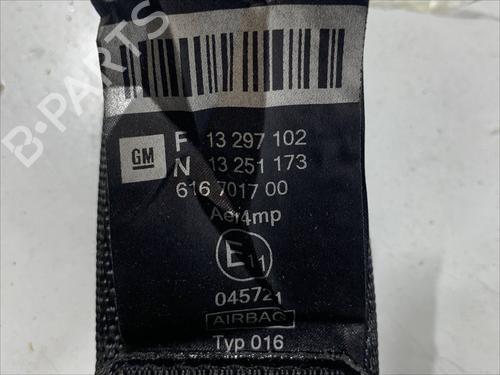 F 13 297 102
GM
N 13 251 173
616 7017 00
Aer4mp
E11
045721
AIRBAG
Typ 016
B-PARTS